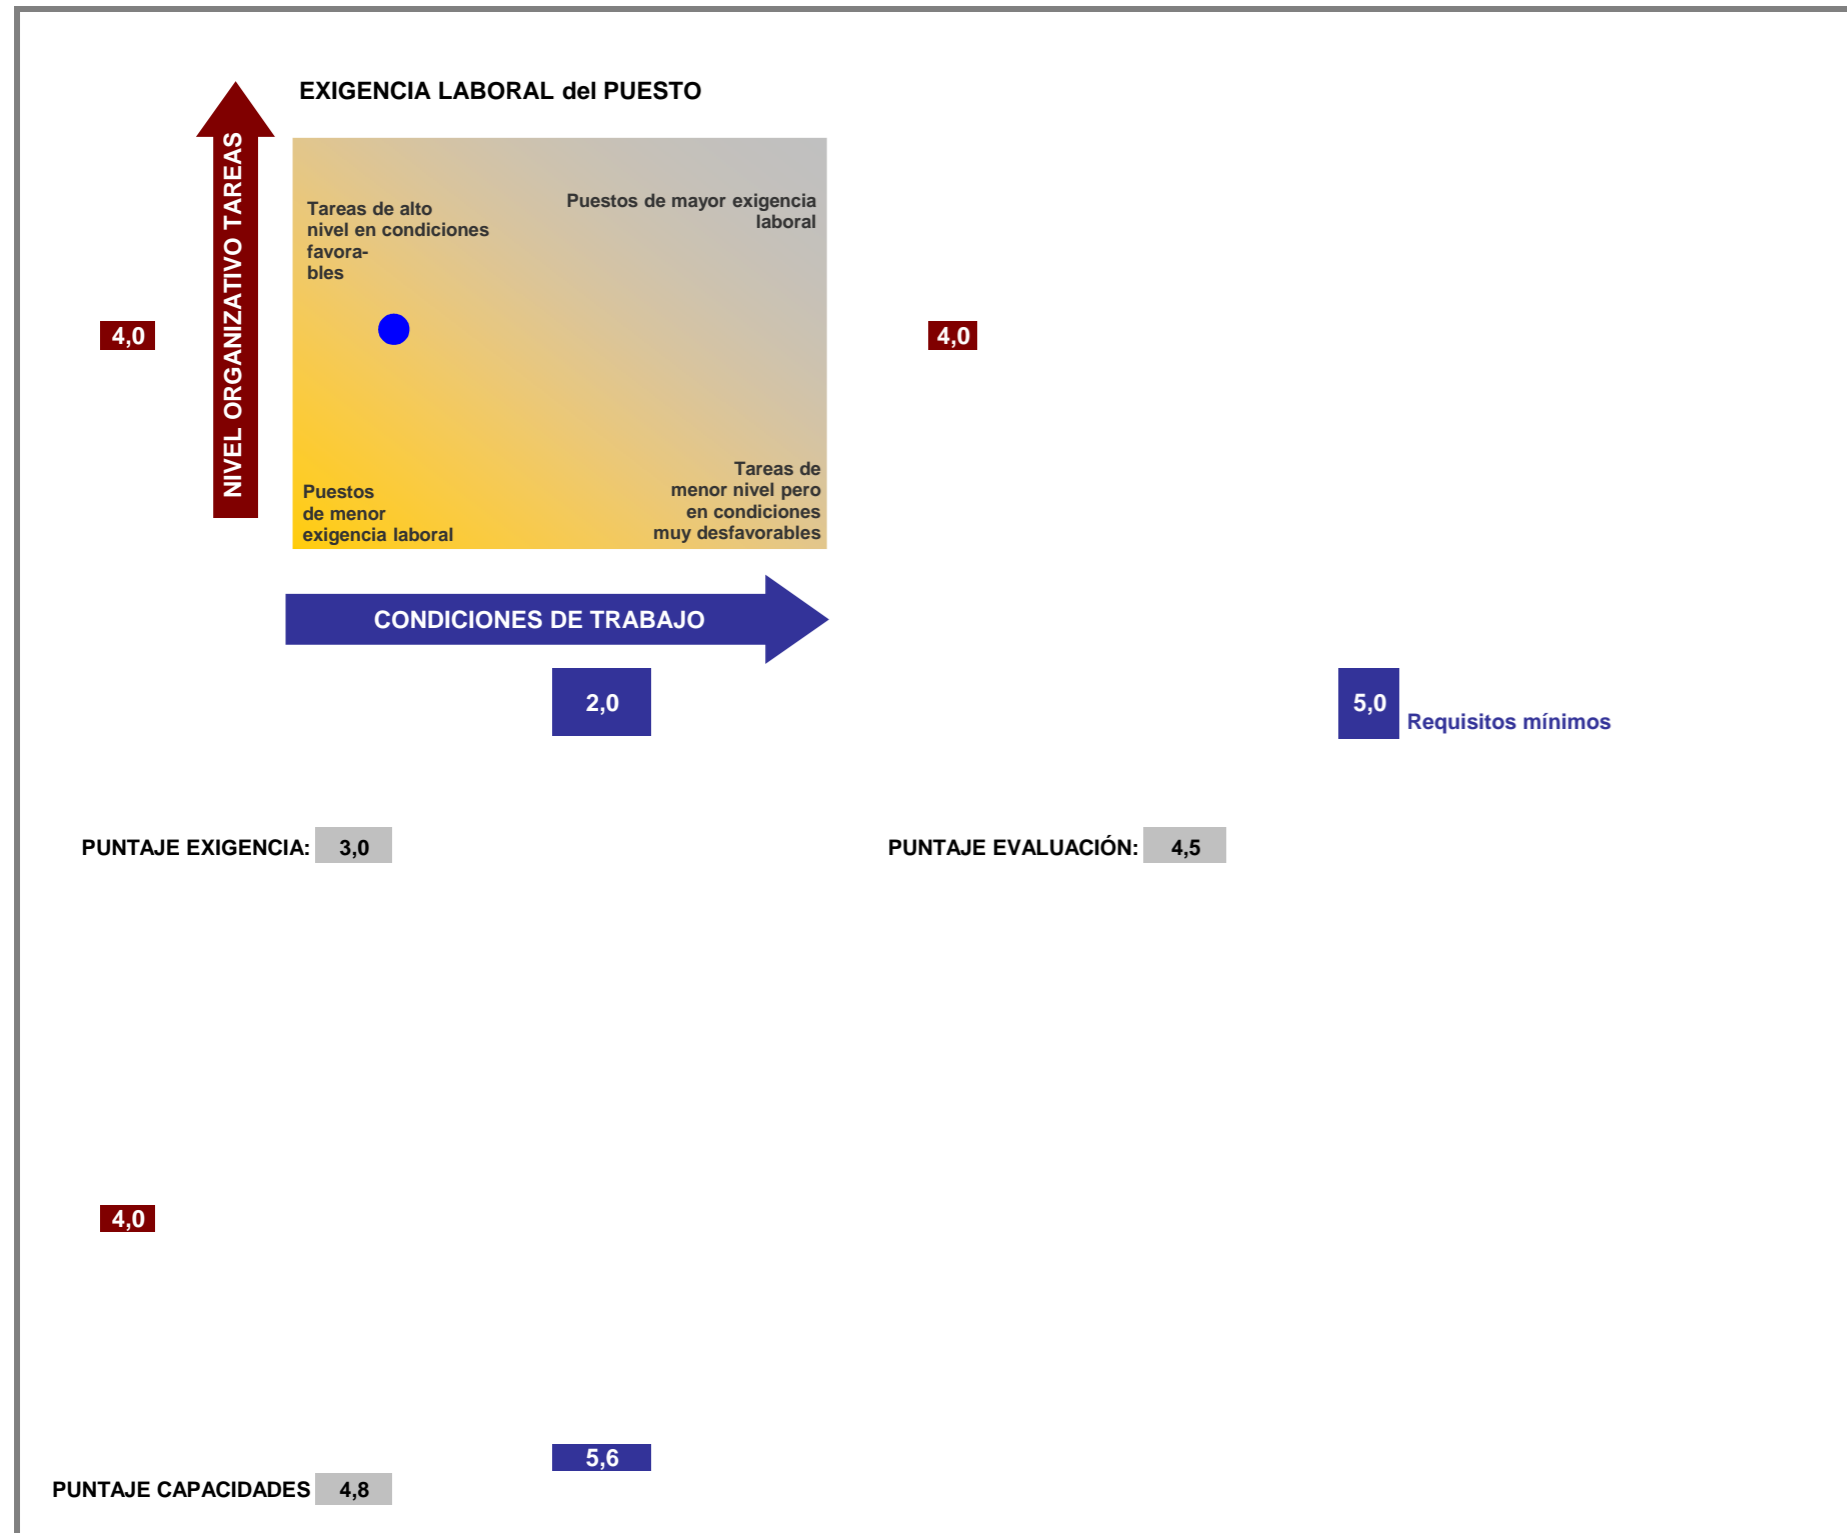 EXIGENCIA LABORAL del PUESTO
NIVEL ORGANIZATIVO TAREAS
Tareas de alto
nivel en condiciones
favora-
bles
Puestos de mayor exigencia
laboral
4,0
4,0
Puestos
de menor
exigencia laboral
Tareas de
menor nivel pero
en condiciones
muy desfavorables
CONDICIONES DE TRABAJO
2,0
5,0
Requisitos mínimos
PUNTAJE EXIGENCIA: 3,0
PUNTAJE EVALUACIÓN: 4,5
4,0
5,6
PUNTAJE CAPACIDADES 4,8